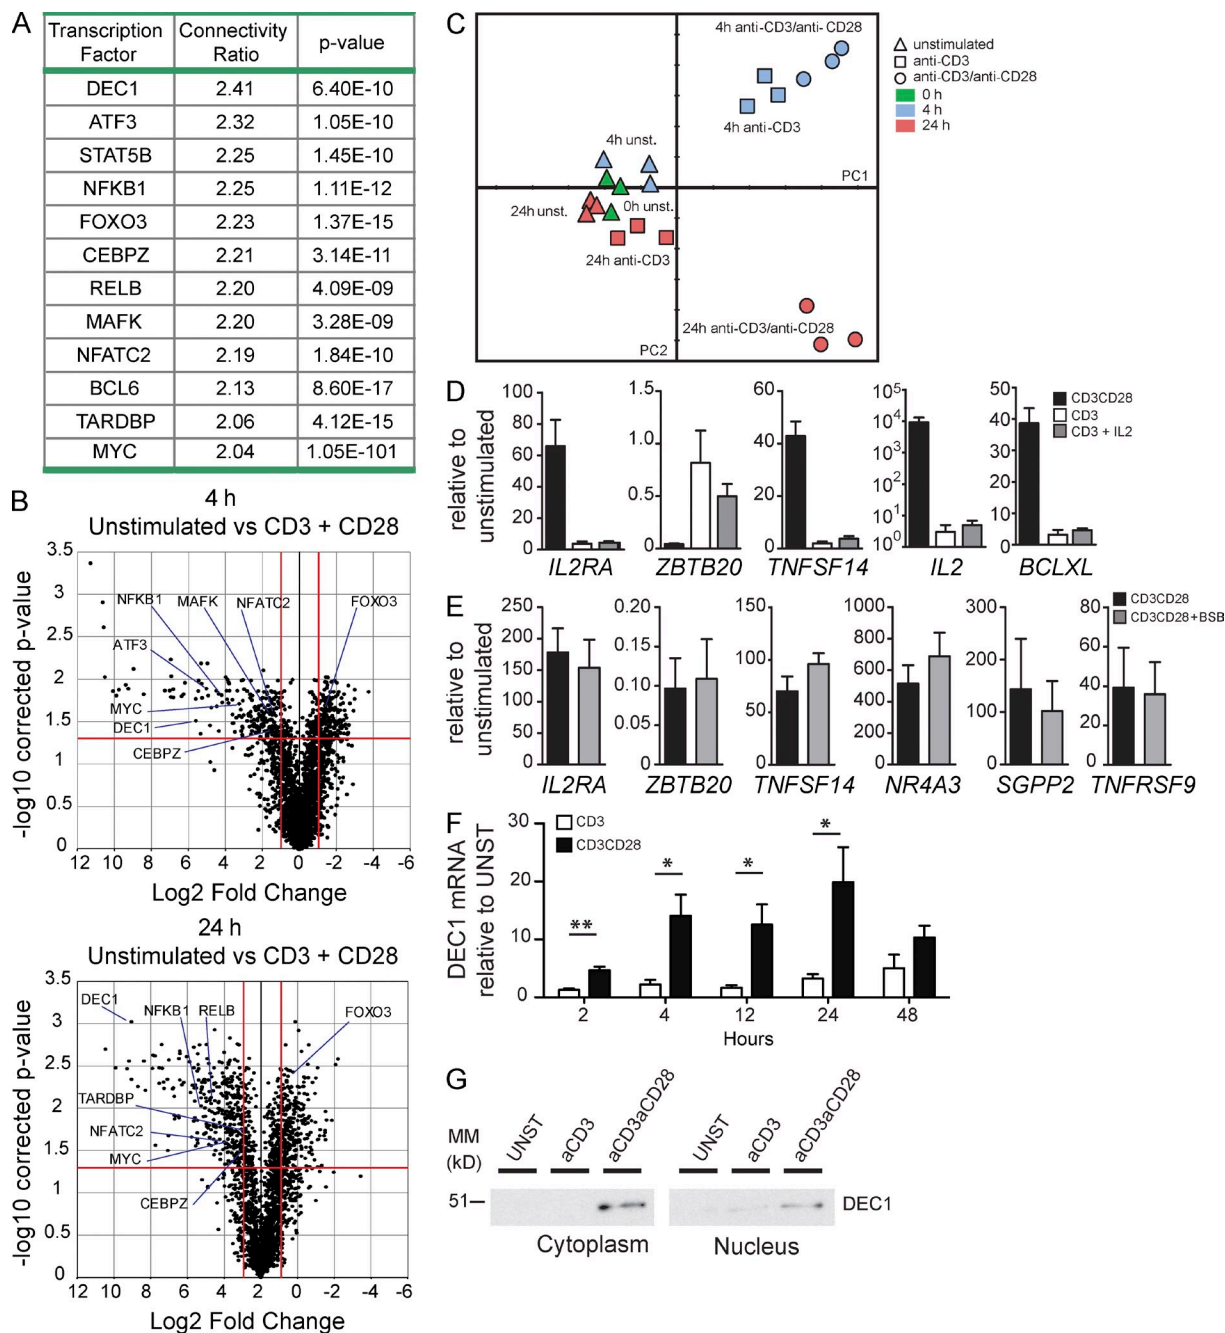 A
Transcription Factor Connectivity Ratio p-value
DEC1 2.41 6.40E-10
ATF3 2.32 1.05E-10
STAT5B 2.25 1.45E-10
NFKB1 2.25 1.11E-12
FOXO3 2.23 1.37E-15
CEBPZ 2.21 3.14E-11
RELB 2.20 4.09E-09
MAFK 2.20 3.28E-09
NFATC2 2.19 1.84E-10
BCL6 2.13 8.60E-17
TARDBP 2.06 4.12E-15
MYC 2.04 1.05E-101
B
4 h
Unstimulated vs CD3 + CD28
-log10 corrected p-value
3.5
3
2.5
2
1.5
1
0.5
0
NFKB1 MAFK NFATC2 FOXO3
ATF3
MYC
DEC1
CEBPZ
12 10 8 6 4 2 0 -2 -4 -6
Log2 Fold Change
24 h
Unstimulated vs CD3 + CD28
-log10 corrected p-value
3.5
3
2.5
2
1.5
1
0.5
0
DEC1
NFKB1 RELB FOXO3
TARDBP
NFATC2
MYC
CEBPZ
12 10 8 6 4 2 0 -2 -4 -6
Log2 Fold Change
C
4h anti-CD3/anti-CD28
4h anti-CD3
4h unst.
PC1
24h unst. 0h unst.
24h anti-CD3
24h anti-CD3/anti-CD28
PC2
unstimulated
anti-CD3
anti-CD3/anti-CD28
0 h
4 h
24 h
D
relative to
unstimulated
100
80
60
40
20
0
IL2RA
1.5
1.0
0.5
0
ZBTB20
60
40
20
0
TNFSF14
10^5
10^4
10^3
10^2
10^1
10^0
IL2
50
40
30
20
10
0
BCLXL
CD3CD28
CD3
CD3 + IL2
E
relative to
unstimulated
250
200
150
100
50
0
IL2RA
0.20
0.15
0.10
0.05
0
ZBTB20
150
100
50
0
TNFSF14
1000
800
600
400
200
0
NR4A3
300
200
100
0
SGPP2
80
60
40
20
0
TNFRSF9
CD3CD28
CD3CD28+BSB
F
DEC1 mRNA
relative to UNST
30
20
10
0
CD3
CD3CD28
** * * *
2 4 12 24 48
Hours
G
MM
(kD)
UNST aCD3 aCD3aCD28 UNST aCD3 aCD3aCD28
51 DEC1
Cytoplasm Nucleus